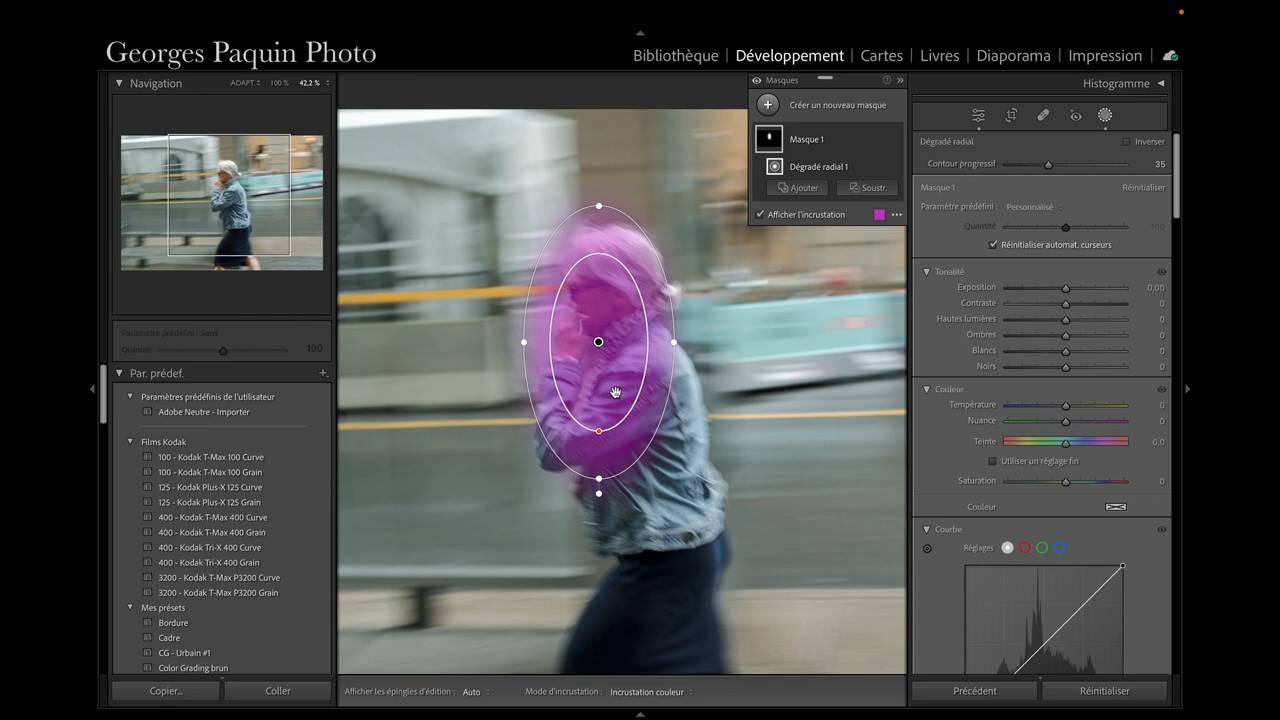 Georges Paquin Photo
Bibliothèque | Développement | Cartes | Livres | Diaporama | Impression |
Navigation ADAPT. 100 % 42,2 %
Paramètre prédéfini : Sans
Quantité 100
Par. prédéf. +
Paramètres prédéfinis de l'utilisateur
Adobe Neutre - Importer
Films Kodak
100 - Kodak T-Max 100 Curve
100 - Kodak T-Max 100 Grain
125 - Kodak Plus-X 125 Curve
125 - Kodak Plus-X 125 Grain
400 - Kodak T-Max 400 Curve
400 - Kodak T-Max 400 Grain
400 - Kodak Tri-X 400 Curve
400 - Kodak Tri-X 400 Grain
3200 - Kodak T-Max P3200 Curve
3200 - Kodak T-Max P3200 Grain
Mes présets
Bordure
Cadre
CG - Urbain #1
Color Grading brun
Copier... Coller
Masques
Créer un nouveau masque
Masque 1
Dégradé radial 1
Ajouter Soustr.
Afficher l'incrustation
Afficher les épingles d'édition : Auto Mode d'incrustation : Incrustation couleur
Histogramme
Dégradé radial Inverser
Contour progressif 35
Masque 1 Réinitialiser
Paramètre prédéfini : Personnalisé
Quantité 100
Réinitialiser automat. curseurs
Tonalité
Exposition 0,00
Contraste 0
Hautes lumières 0
Ombres 0
Blancs 0
Noirs 0
Couleur
Température 0
Nuance 0
Teinte 0,0
Utiliser un réglage fin
Saturation 0
Couleur
Courbe
Réglages
Précédent Réinitialiser